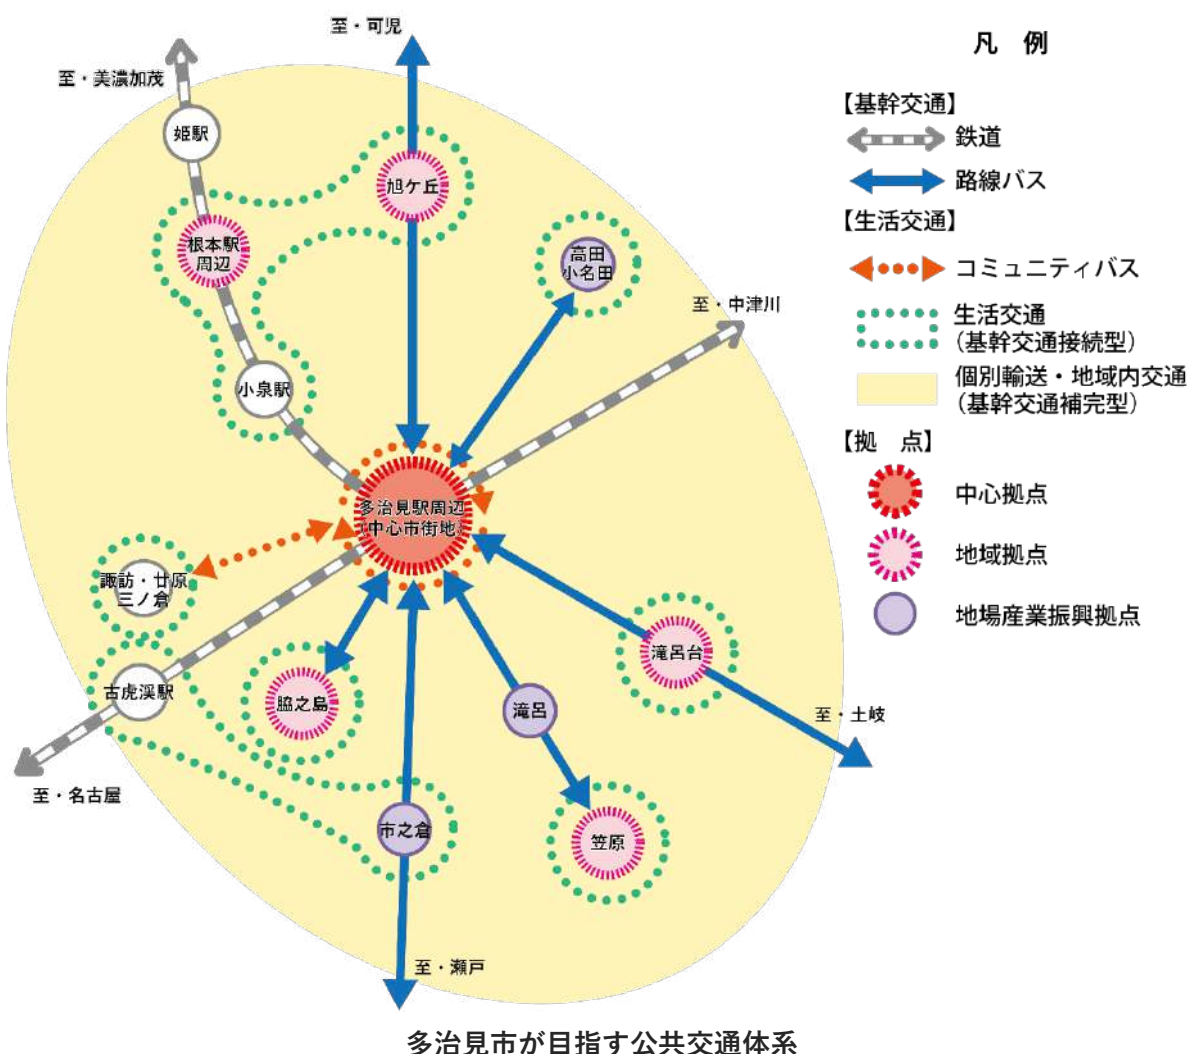 至・可児
至・美濃加茂
姫駅
旭ケ丘
根本駅
周辺
高田
小名田
至・中津川
小泉駅
多治見駅周辺
(中心市街地)
諏訪・廿原
三ノ倉
古虎渓駅
脇之島
滝呂台
滝呂
至・土岐
至・名古屋
市之倉
笠原
至・瀬戸
凡 例
【基幹交通】
鉄道
路線バス
【生活交通】
コミュニティバス
生活交通
(基幹交通接続型)
個別輸送・地域内交通
(基幹交通補完型)
【拠 点】
中心拠点
地域拠点
地場産業振興拠点
多治見市が目指す公共交通体系